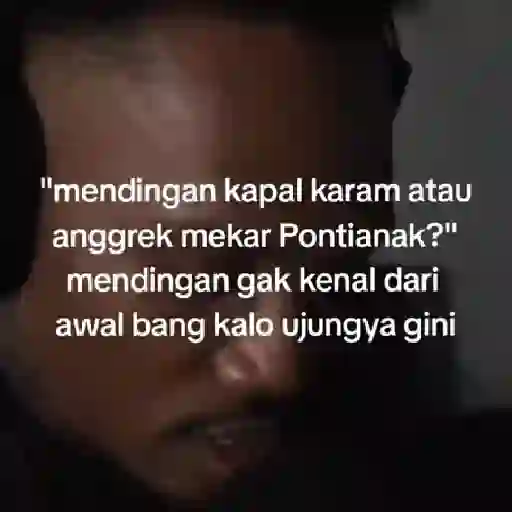 "mendingan kapal karam atau
anggrek mekar Pontianak?"
mendingan gak kenal dari
awal bang kalo ujungya gini